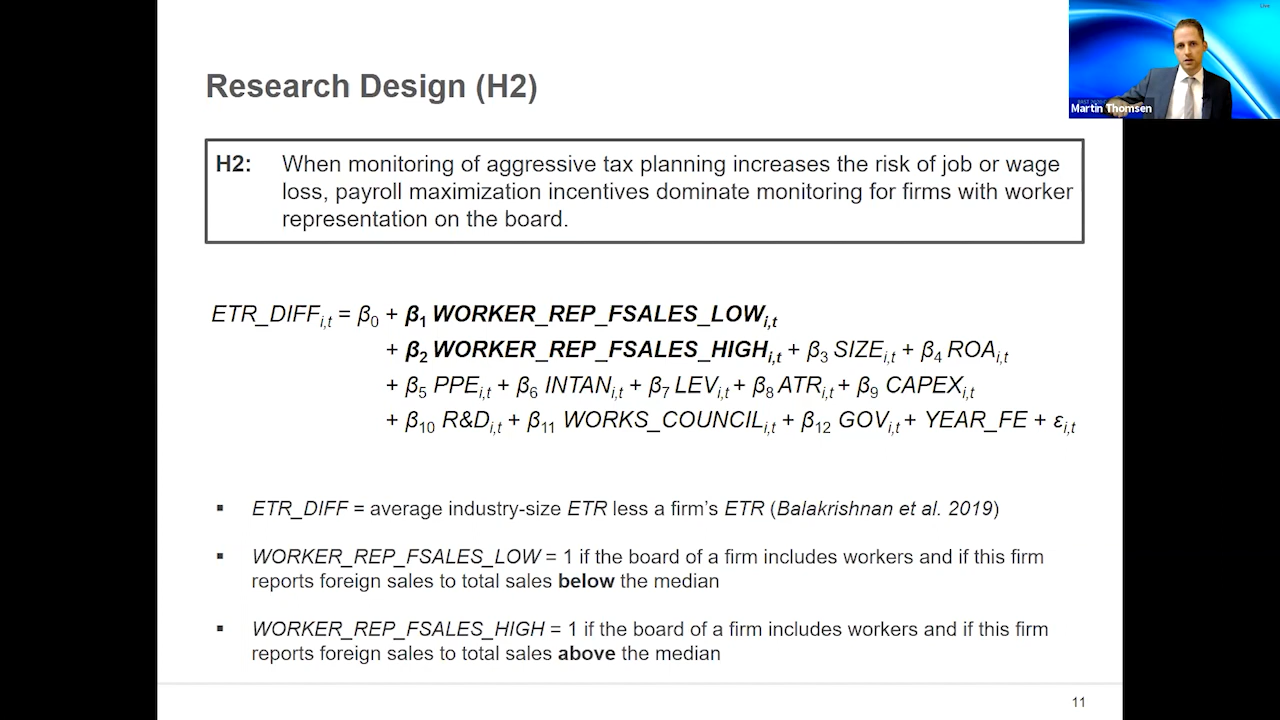 Live
Martin Thomsen
Research Design (H2)
H2: When monitoring of aggressive tax planning increases the risk of job or wage
loss, payroll maximization incentives dominate monitoring for firms with worker
representation on the board.
ETR_DIFFi,t = β0 + β1 WORKER_REP_FSALES_LOWi,t
+ β2 WORKER_REP_FSALES_HIGHi,t + β3 SIZEi,t + β4 ROAi,t
+ β5 PPEi,t + β6 INTANi,t + β7 LEVi,t + β8 ATRi,t + β9 CAPEXi,t
+ β10 R&Di,t + β11 WORKS_COUNCILi,t + β12 GOVi,t + YEAR_FE + εi,t
▪ ETR_DIFF = average industry-size ETR less a firm's ETR (Balakrishnan et al. 2019)
▪ WORKER_REP_FSALES_LOW = 1 if the board of a firm includes workers and if this firm
reports foreign sales to total sales below the median
▪ WORKER_REP_FSALES_HIGH = 1 if the board of a firm includes workers and if this firm
reports foreign sales to total sales above the median
11